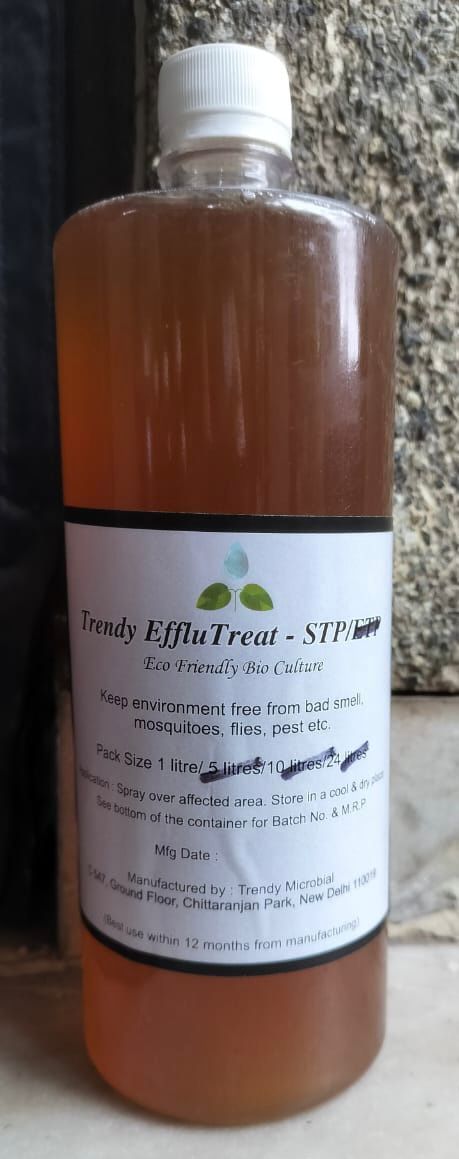 Trendy EffluTreat - STP/ETP
Eco Friendly Bio Culture
Keep environment free from bad smell,
mosquitoes, flies, pest etc.
Pack Size 1 litre/ 5 litres/10 litres/24 litres
Application : Spray over affected area. Store in a cool & dry place
See bottom of the container for Batch No. & M.R.P
Mfg Date :
Manufactured by : Trendy Microbial
C-547, Ground Floor, Chittaranjan Park, New Delhi 110019
(Best use within 12 months from manufacturing)